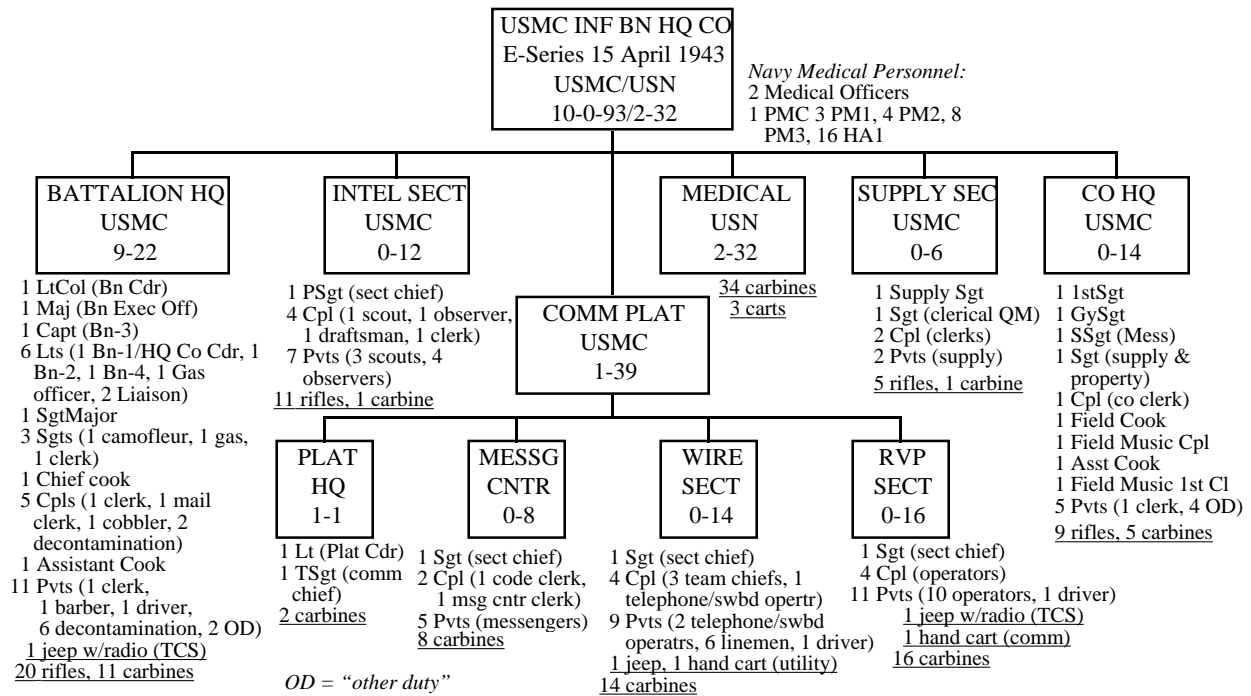 USMC INF BN HQ CO
E-Series 15 April 1943
USMC/USN
10-0-93/2-32
Navy Medical Personnel:
2 Medical Officers
1 PMC 3 PM1, 4 PM2, 8
PM3, 16 HA1
BATTALION HQ
USMC
9-22
1 LtCol (Bn Cdr)
1 Maj (Bn Exec Off)
1 Capt (Bn-3)
6 Lts (1 Bn-1/HQ Co Cdr, 1
Bn-2, 1 Bn-4, 1 Gas
officer, 2 Liaison)
1 SgtMajor
3 Sgts (1 camofleur, 1 gas,
1 clerk)
1 Chief cook
5 Cpls (1 clerk, 1 mail
clerk, 1 cobbler, 2
decontamination)
1 Assistant Cook
11 Pvts (1 clerk,
1 barber, 1 driver,
6 decontamination, 2 OD)
1 jeep w/radio (TCS)
20 rifles, 11 carbines
INTEL SECT
USMC
0-12
1 PSgt (sect chief)
4 Cpl (1 scout, 1 observer,
1 draftsman, 1 clerk)
7 Pvts (3 scouts, 4
observers)
11 rifles, 1 carbine
MEDICAL
USN
2-32
34 carbines
3 carts
SUPPLY SEC
USMC
0-6
1 Supply Sgt
1 Sgt (clerical QM)
2 Cpl (clerks)
2 Pvts (supply)
5 rifles, 1 carbine
CO HQ
USMC
0-14
1 1stSgt
1 GySgt
1 SSgt (Mess)
1 Sgt (supply &
property)
1 Cpl (co clerk)
1 Field Cook
1 Field Music Cpl
1 Asst Cook
1 Field Music 1st Cl
5 Pvts (1 clerk, 4 OD)
9 rifles, 5 carbines
COMM PLAT
USMC
1-39
PLAT
HQ
1-1
1 Lt (Plat Cdr)
1 TSgt (comm
chief)
2 carbines
MESSG
CNTR
0-8
1 Sgt (sect chief)
2 Cpl (1 code clerk,
1 msg cntr clerk)
5 Pvts (messengers)
8 carbines
WIRE
SECT
0-14
1 Sgt (sect chief)
4 Cpl (3 team chiefs, 1
telephone/swbd opertr)
9 Pvts (2 telephone/swbd
operatrs, 6 linemen, 1 driver)
1 jeep, 1 hand cart (utility)
14 carbines
RVP
SECT
0-16
1 Sgt (sect chief)
4 Cpl (operators)
11 Pvts (10 operators, 1 driver)
1 jeep w/radio (TCS)
1 hand cart (comm)
16 carbines
OD = “other duty”